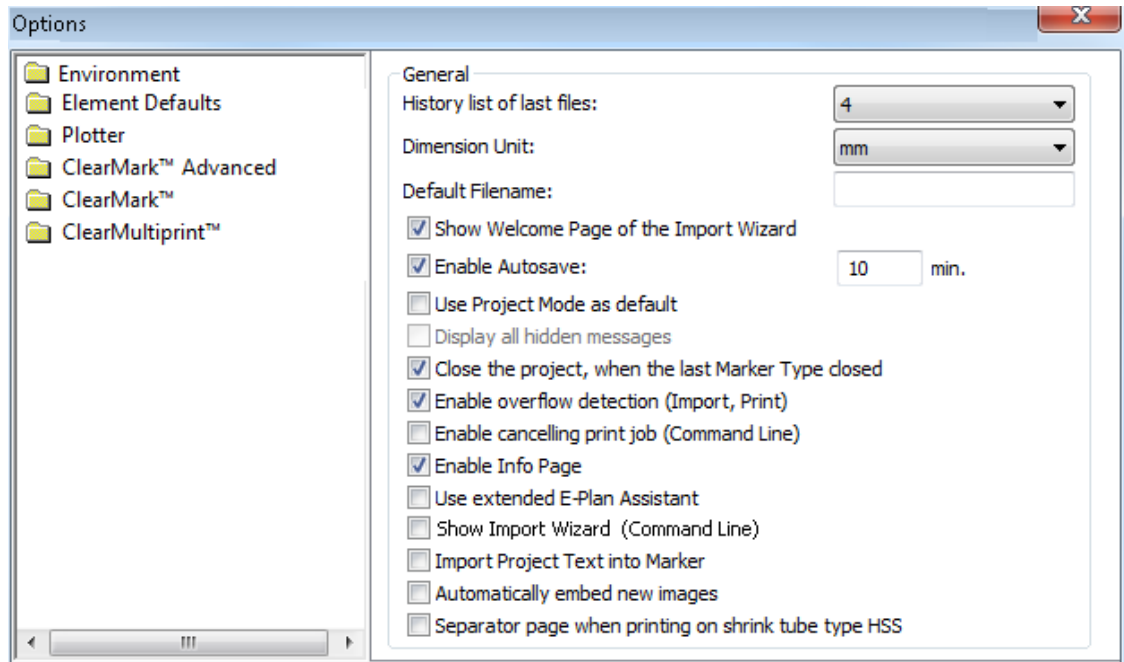 Options
Environment
Element Defaults
Plotter
ClearMark™ Advanced
ClearMark™
ClearMultiprint™
General
History list of last files: 4
Dimension Unit: mm
Default Filename:
Show Welcome Page of the Import Wizard
Enable Autosave: 10 min.
Use Project Mode as default
Display all hidden messages
Close the project, when the last Marker Type closed
Enable overflow detection (Import, Print)
Enable cancelling print job (Command Line)
Enable Info Page
Use extended E-Plan Assistant
Show Import Wizard (Command Line)
Import Project Text into Marker
Automatically embed new images
Separator page when printing on shrink tube type HSS